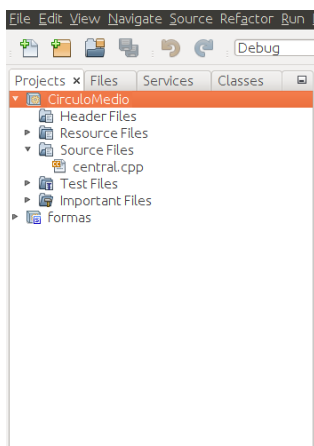 File Edit View Navigate Source Refactor Run
Debug
Projects × Files Services Classes
CirculoMedio
Header Files
Resource Files
Source Files
central.cpp
Test Files
Important Files
formas